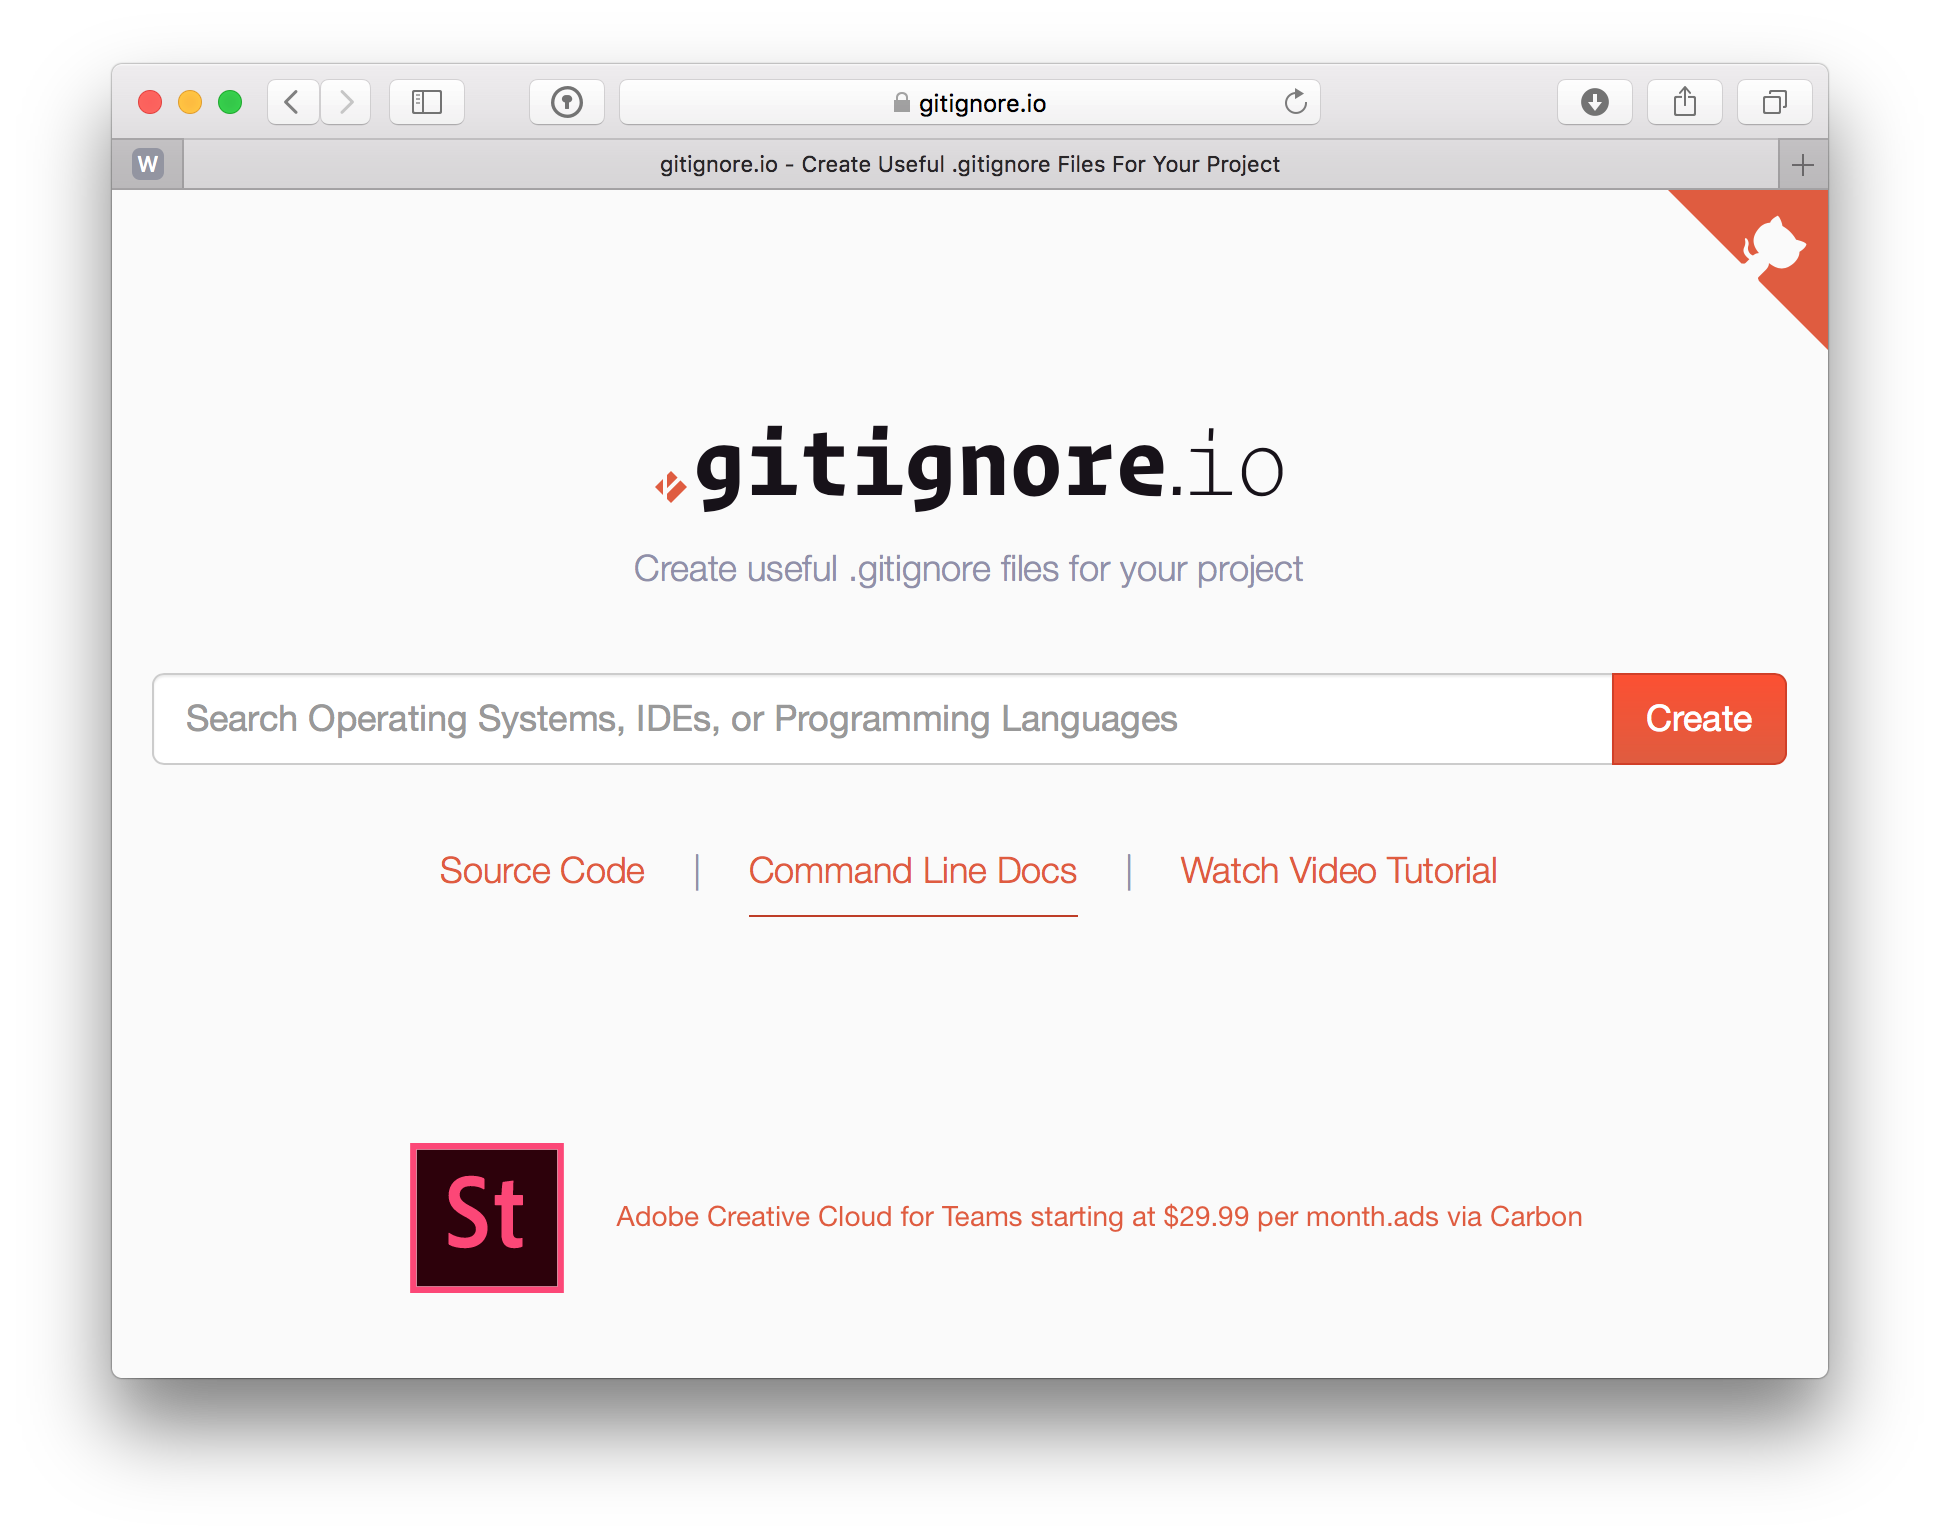 gitignore.io
W
gitignore.io - Create Useful .gitignore Files For Your Project
.gitignore.io
Create useful .gitignore files for your project
Search Operating Systems, IDEs, or Programming Languages
Create
Source Code | Command Line Docs | Watch Video Tutorial
St
Adobe Creative Cloud for Teams starting at $29.99 per month.ads via Carbon